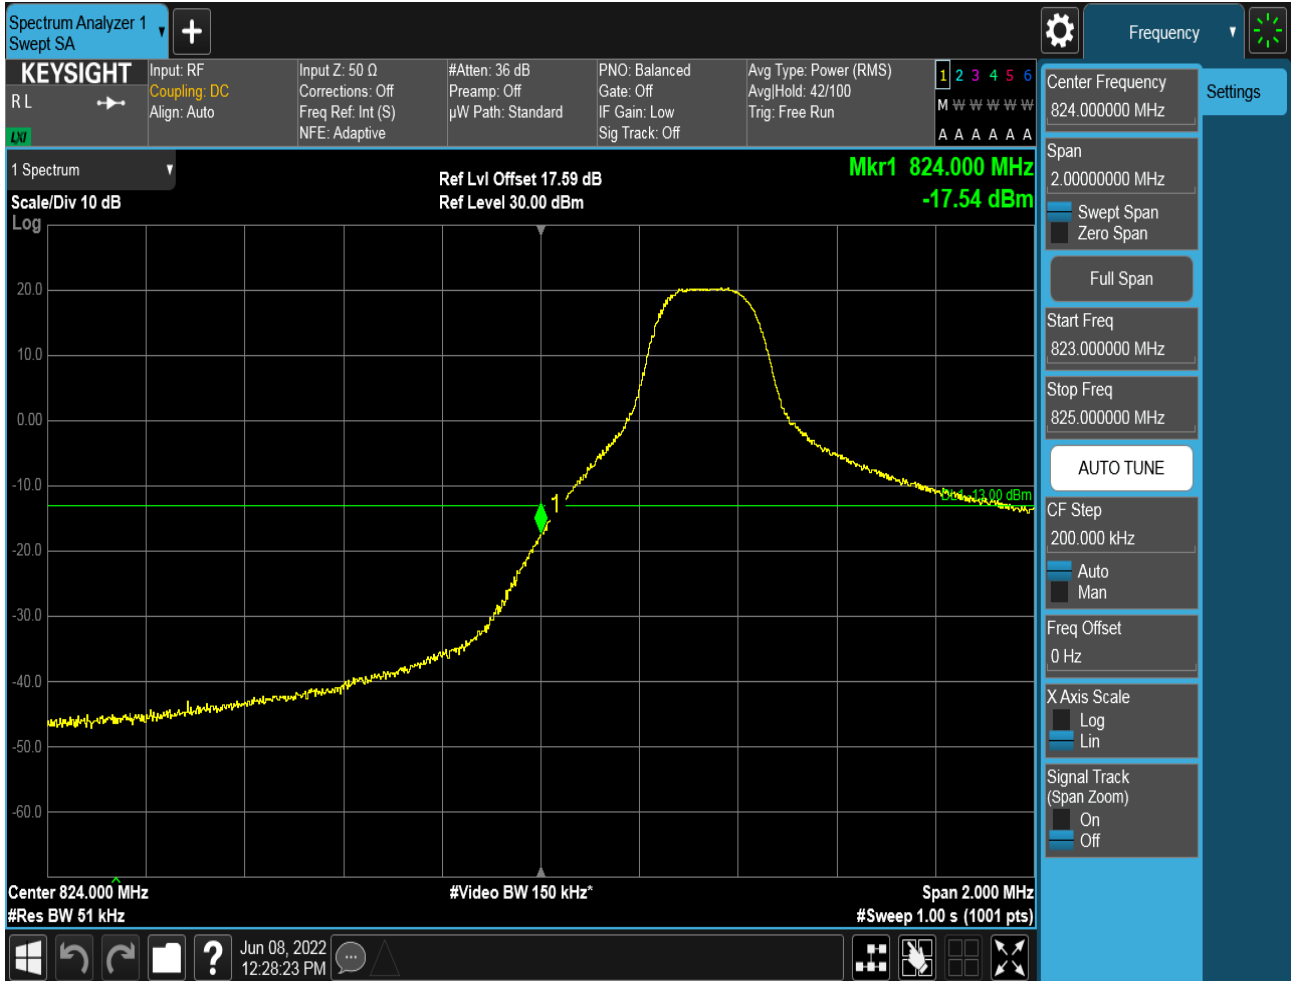 Spectrum Analyzer 1
Swept SA
Frequency
KEYSIGHT
R L
LXI
Input: RF
Coupling: DC
Align: Auto
Input Z: 50 Ω
Corrections: Off
Freq Ref: Int (S)
NFE: Adaptive
#Atten: 36 dB
Preamp: Off
µW Path: Standard
PNO: Balanced
Gate: Off
IF Gain: Low
Sig Track: Off
Avg Type: Power (RMS)
Avg|Hold: 42/100
Trig: Free Run
1 2 3 4 5 6
M W W W W W
A A A A A A
1 Spectrum
Scale/Div 10 dB
Log
Ref Lvl Offset 17.59 dB
Ref Level 30.00 dBm
Mkr1 824.000 MHz
-17.54 dBm
20.0
10.0
0.00
-10.0
-20.0
-30.0
-40.0
-50.0
-60.0
1
-13.00 dBm
Center 824.000 MHz
#Res BW 51 kHz
#Video BW 150 kHz*
Span 2.000 MHz
#Sweep 1.00 s (1001 pts)
Jun 08, 2022
12:28:23 PM
Center Frequency
824.000000 MHz
Span
2.00000000 MHz
Swept Span
Zero Span
Full Span
Start Freq
823.000000 MHz
Stop Freq
825.000000 MHz
AUTO TUNE
CF Step
200.000 kHz
Auto
Man
Freq Offset
0 Hz
X Axis Scale
Log
Lin
Signal Track
(Span Zoom)
On
Off
Settings